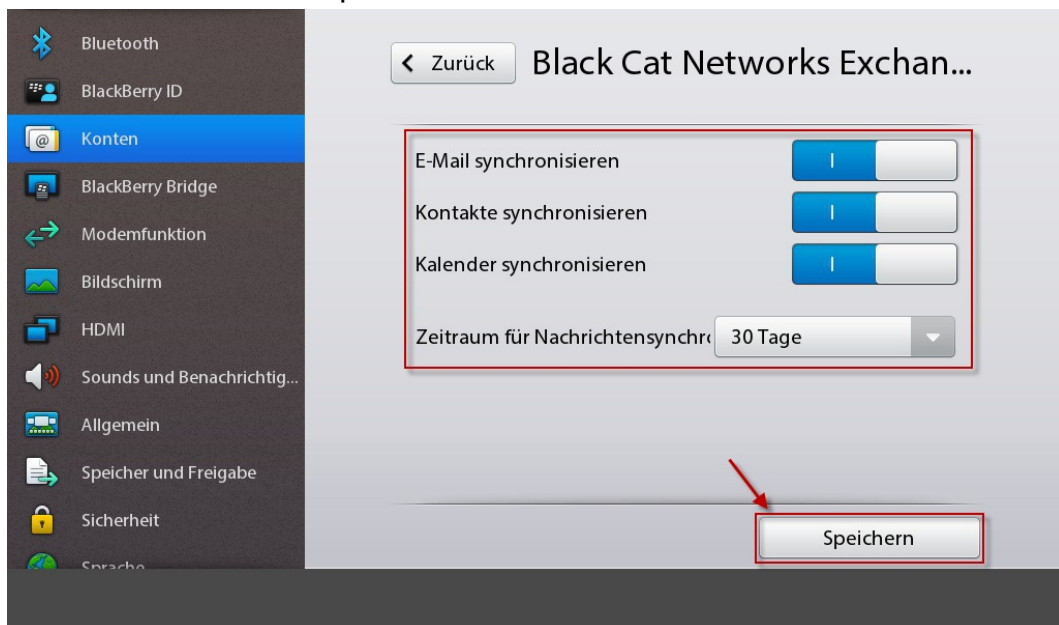 Bluetooth
BlackBerry ID
Konten
BlackBerry Bridge
Modemfunktion
Bildschirm
HDMI
Sounds und Benachrichtig...
Allgemein
Speicher und Freigabe
Sicherheit
Sprache
Zurück
Black Cat Networks Exchan...
E-Mail synchronisieren
Kontakte synchronisieren
Kalender synchronisieren
Zeitraum für Nachrichtensynchr 30 Tage
Speichern